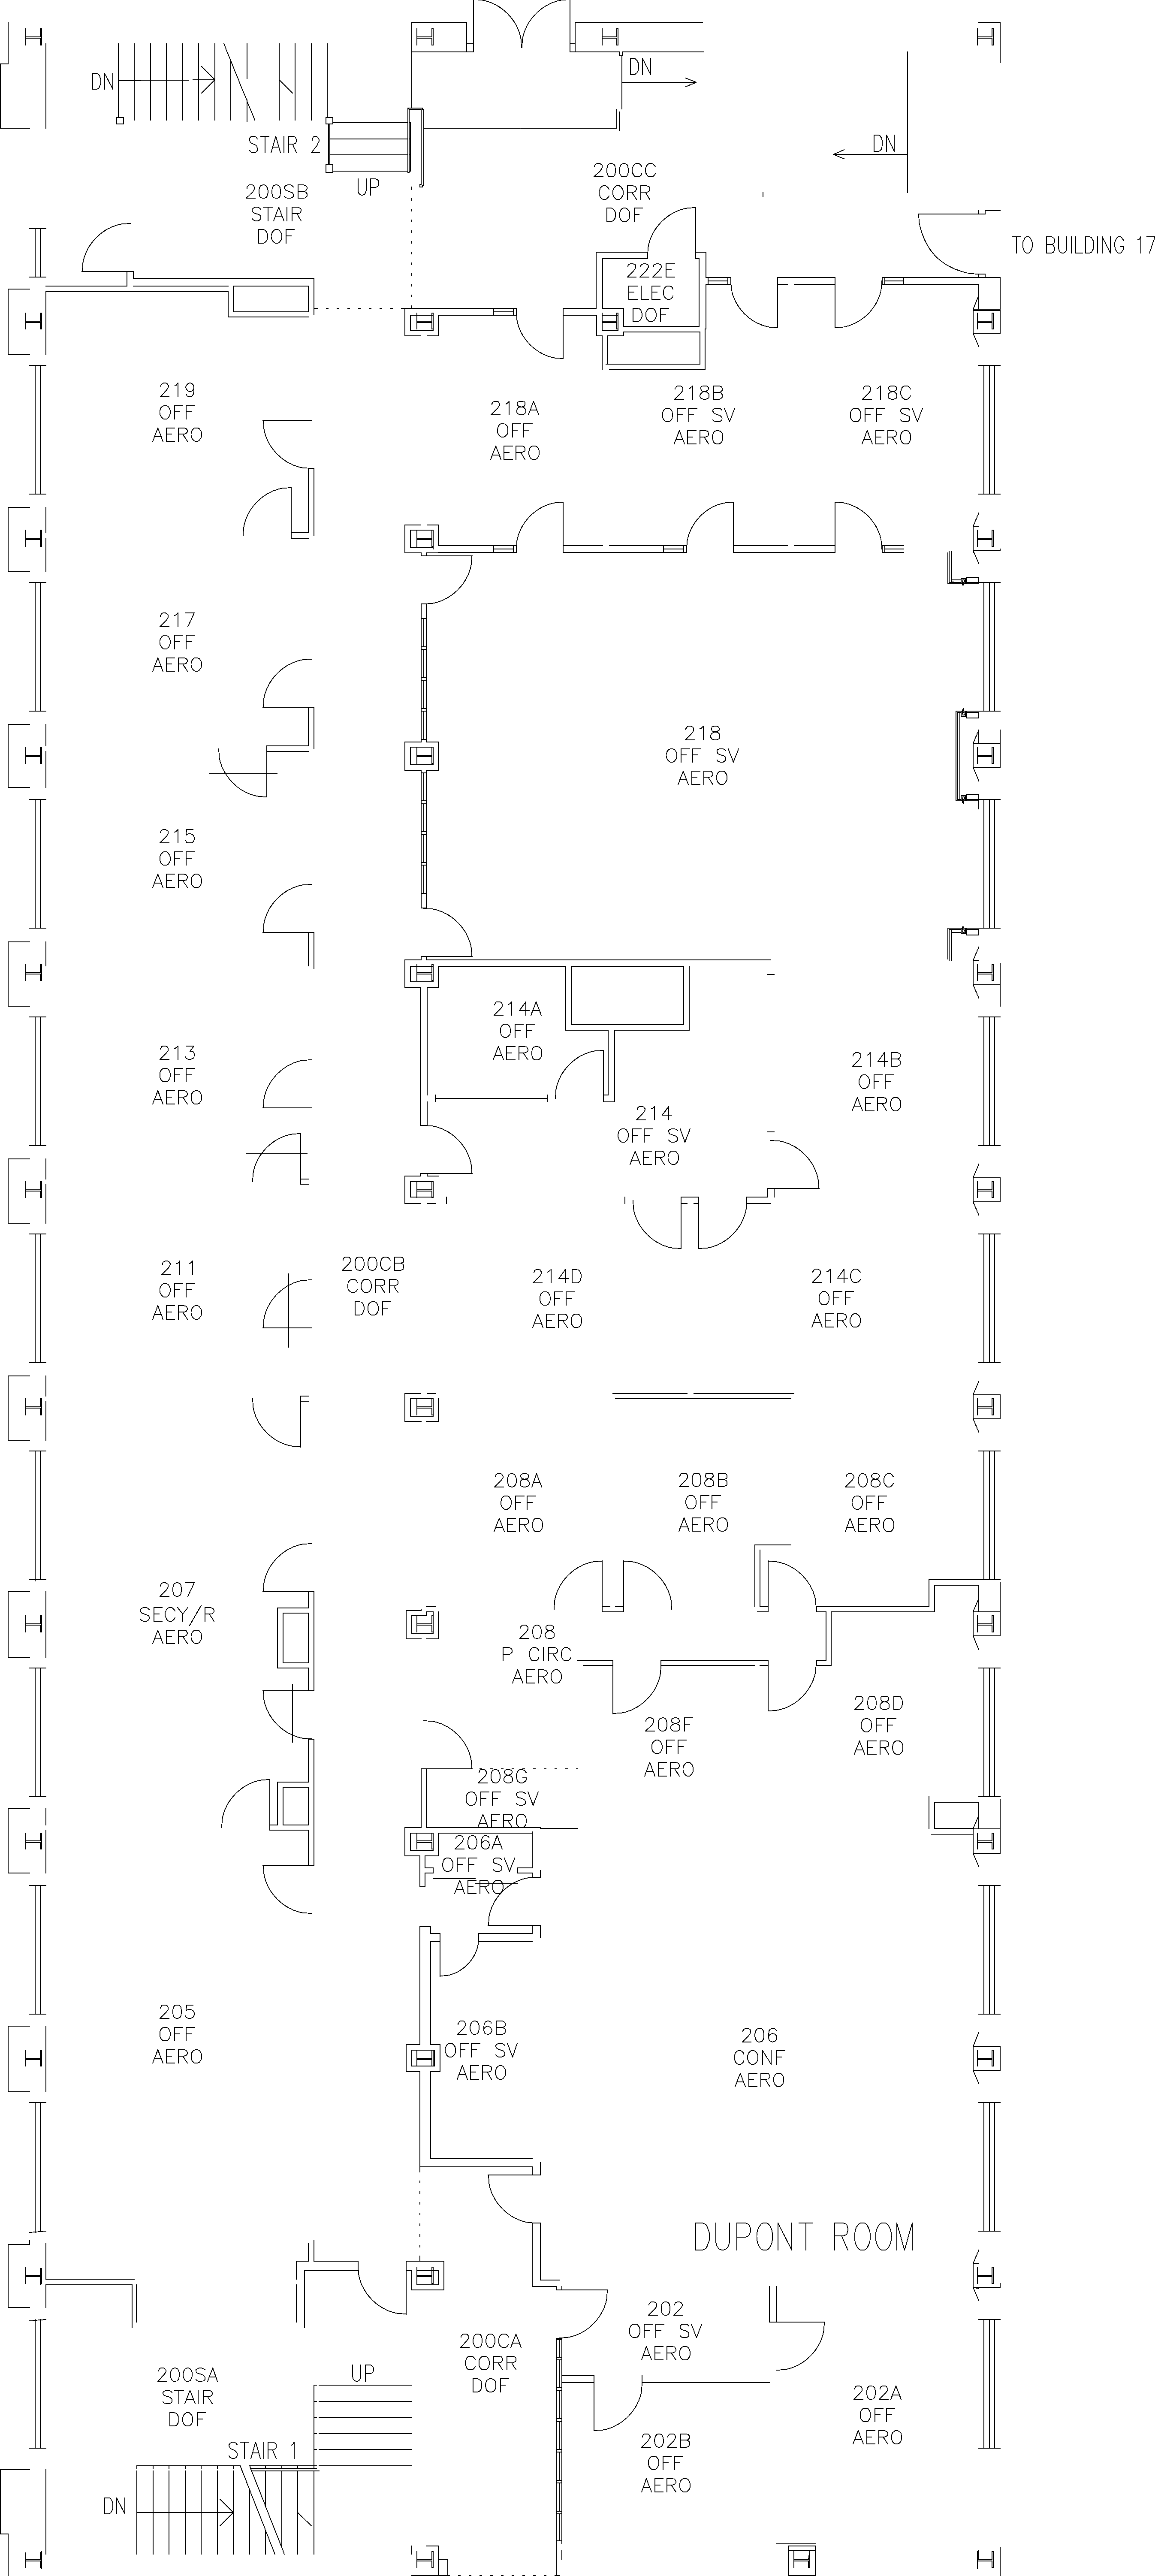 DN
DN
STAIR 2
DN
UP
200SB
STAIR
DOF
200CC
CORR
DOF
TO BUILDING 17
222E
ELEC
DOF
219
OFF
AERO
218A
OFF
AERO
218B
OFF SV
AERO
218C
OFF SV
AERO
217
OFF
AERO
218
OFF SV
AERO
215
OFF
AERO
214A
OFF
AERO
213
OFF
AERO
214B
OFF
AERO
214
OFF SV
AERO
211
OFF
AERO
200CB
CORR
DOF
214D
OFF
AERO
214C
OFF
AERO
208A
OFF
AERO
208B
OFF
AERO
208C
OFF
AERO
207
SECY/R
AERO
208
P CIRC
AERO
208D
OFF
AERO
208F
OFF
AERO
208G
OFF SV
AERO
206A
OFF SV
AERO
205
OFF
AERO
206B
OFF SV
AERO
206
CONF
AERO
DUPONT ROOM
202
OFF SV
AERO
200CA
CORR
DOF
200SA
STAIR
DOF
UP
202A
OFF
AERO
202B
OFF
AERO
STAIR 1
DN